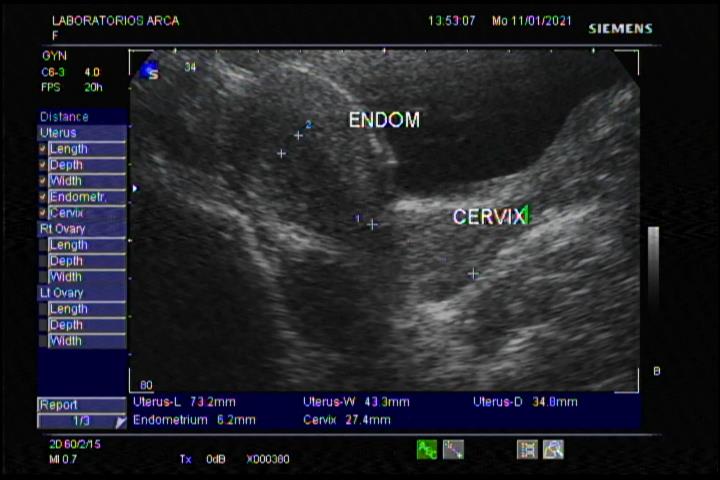 LABORATORIOS ARCA 13:53:07 Mo 11/01/2021 SIEMENS
F
GYN
C6-3 4.0
FPS 20h
S 34
Distance
Uterus
Length
Depth
Width
Endometr.
Cervix
Rt Ovary
Length
Depth
Width
Lt Ovary
Length
Depth
Width
2
ENDOM
1
CERVIX
80
B
Report
1/3
Uterus-L 73.2mm Uterus-W 43.3mm Uterus-D 34.8mm
Endometrium 6.2mm Cervix 27.4mm
2D 60/2/15
MI 0.7 Tx 0dB X000380